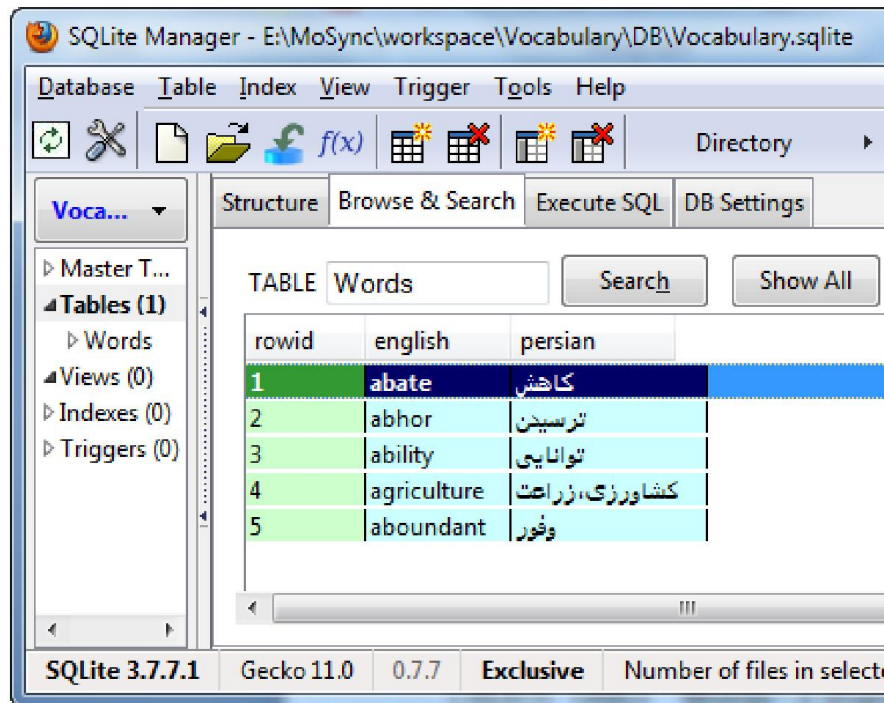 SQLite Manager - E:\MoSync\workspace\Vocabulary\DB\Vocabulary.sqlite
Database Table Index View Trigger Tools Help
f(x) Directory
Voca...
Structure Browse & Search Execute SQL DB Settings
Master T...
Tables (1)
Words
Views (0)
Indexes (0)
Triggers (0)
TABLE Words Search Show All
rowid english persian
1 abate کاهش
2 abhor ترسیدن
3 ability توانایی
4 agriculture کشاورزی،زراعت
5 aboundant وفور
SQLite 3.7.7.1 Gecko 11.0 0.7.7 Exclusive Number of files in selecte